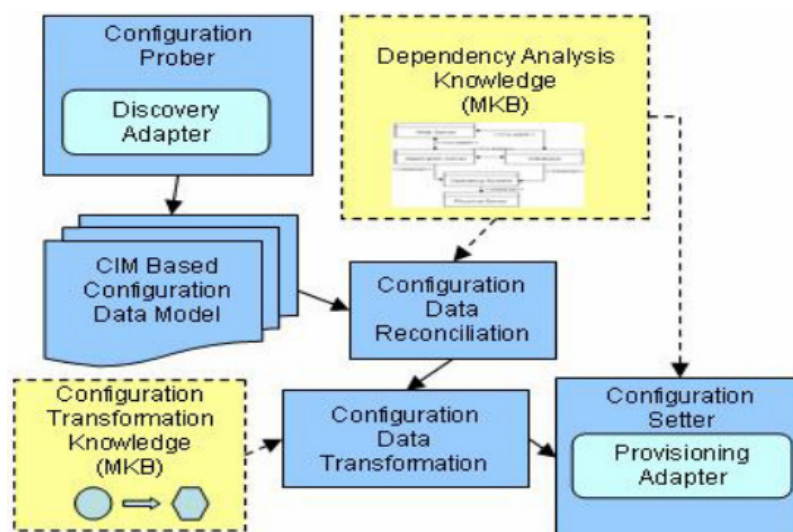 Configuration
Prober
Discovery
Adapter
Dependency Analysis
Knowledge
(MKB)
CIM Based
Configuration
Data Model
Configuration
Data
Reconciliation
Configuration
Transformation
Knowledge
(MKB)
Configuration
Data
Transformation
Configuration
Setter
Provisioning
Adapter